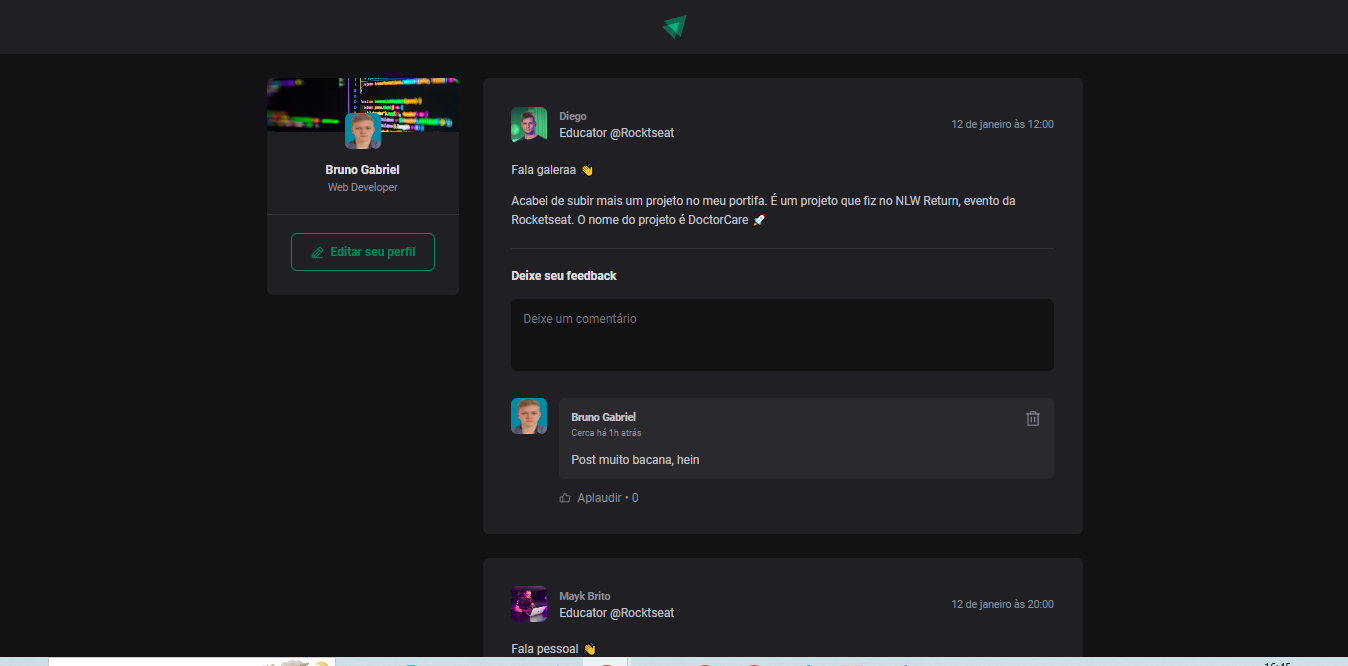 Bruno Gabriel
Web Developer
Editar seu perfil
Diego
Educator @Rocktseat
12 de janeiro às 12:00
Fala galeraa 👋
Acabei de subir mais um projeto no meu portifa. É um projeto que fiz no NLW Return, evento da
Rocketseat. O nome do projeto é DoctorCare 🚀
Deixe seu feedback
Deixe um comentário
Bruno Gabriel
Cerca há 1h atrás
Post muito bacana, hein
Aplaudir • 0
Mayk Brito
Educator @Rocktseat
12 de janeiro às 20:00
Fala pessoal 👋